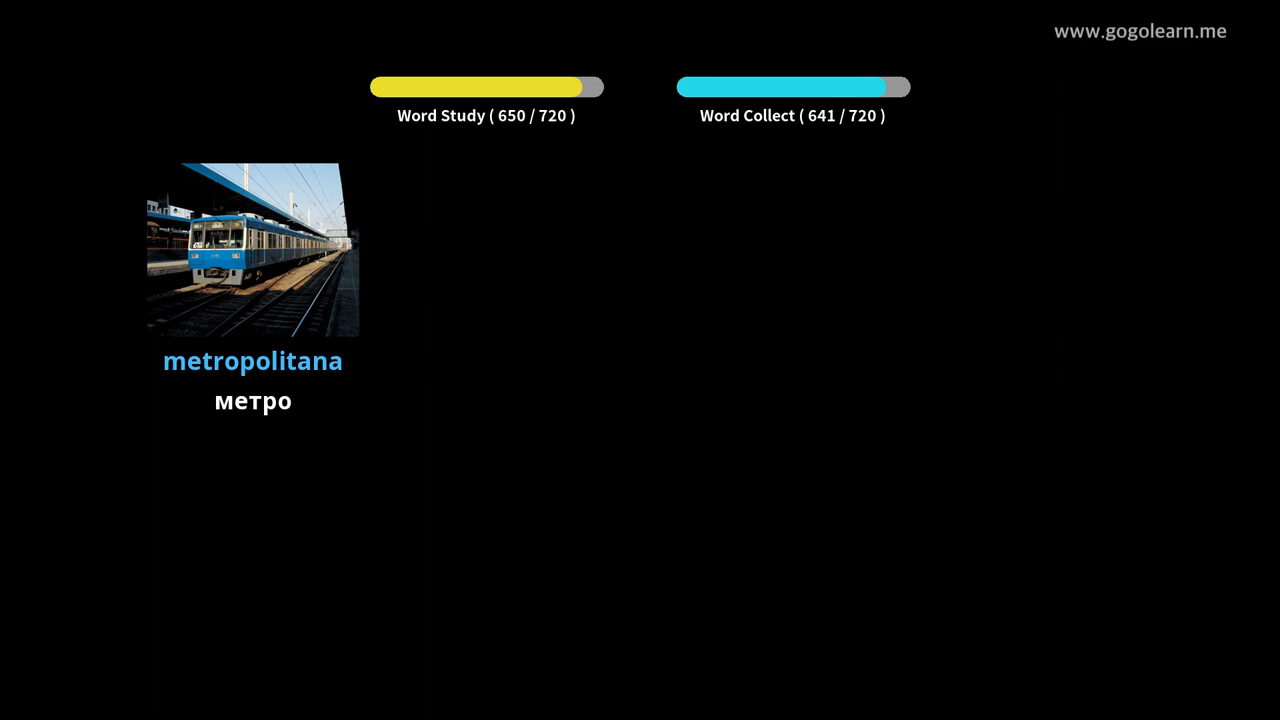 www.gogolearn.me
Word Study ( 650 / 720 )
Word Collect ( 641 / 720 )
metropolitana
метро